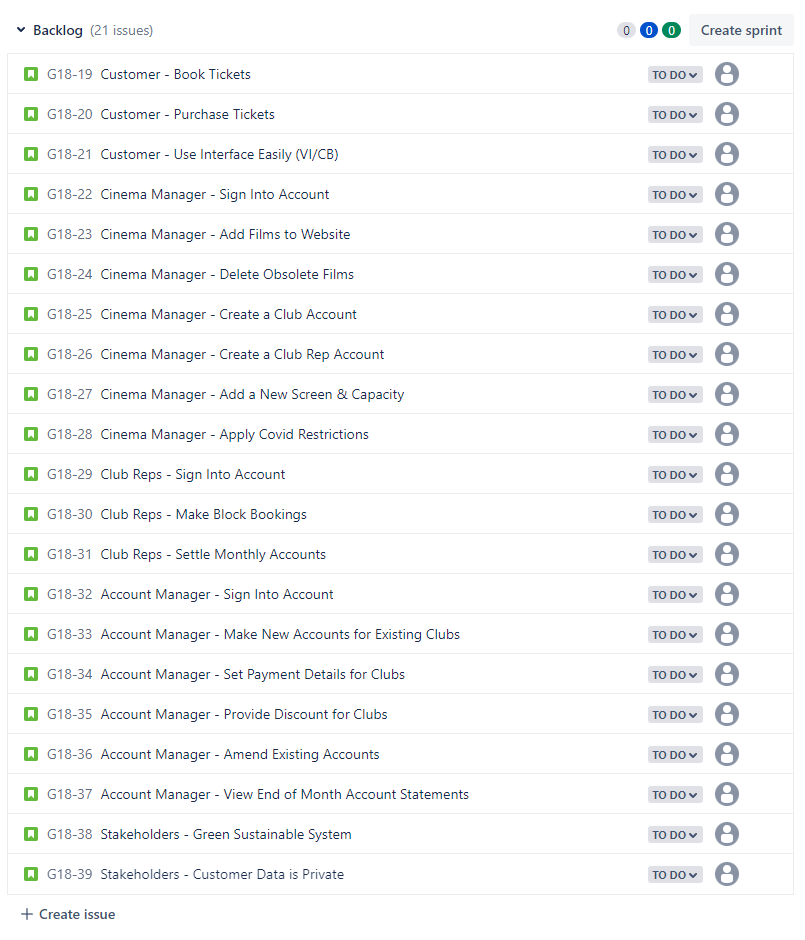 Backlog (21 issues) 0 0 0 Create sprint
G18-19 Customer - Book Tickets TO DO
G18-20 Customer - Purchase Tickets TO DO
G18-21 Customer - Use Interface Easily (VI/CB) TO DO
G18-22 Cinema Manager - Sign Into Account TO DO
G18-23 Cinema Manager - Add Films to Website TO DO
G18-24 Cinema Manager - Delete Obsolete Films TO DO
G18-25 Cinema Manager - Create a Club Account TO DO
G18-26 Cinema Manager - Create a Club Rep Account TO DO
G18-27 Cinema Manager - Add a New Screen & Capacity TO DO
G18-28 Cinema Manager - Apply Covid Restrictions TO DO
G18-29 Club Reps - Sign Into Account TO DO
G18-30 Club Reps - Make Block Bookings TO DO
G18-31 Club Reps - Settle Monthly Accounts TO DO
G18-32 Account Manager - Sign Into Account TO DO
G18-33 Account Manager - Make New Accounts for Existing Clubs TO DO
G18-34 Account Manager - Set Payment Details for Clubs TO DO
G18-35 Account Manager - Provide Discount for Clubs TO DO
G18-36 Account Manager - Amend Existing Accounts TO DO
G18-37 Account Manager - View End of Month Account Statements TO DO
G18-38 Stakeholders - Green Sustainable System TO DO
G18-39 Stakeholders - Customer Data is Private TO DO
+ Create issue